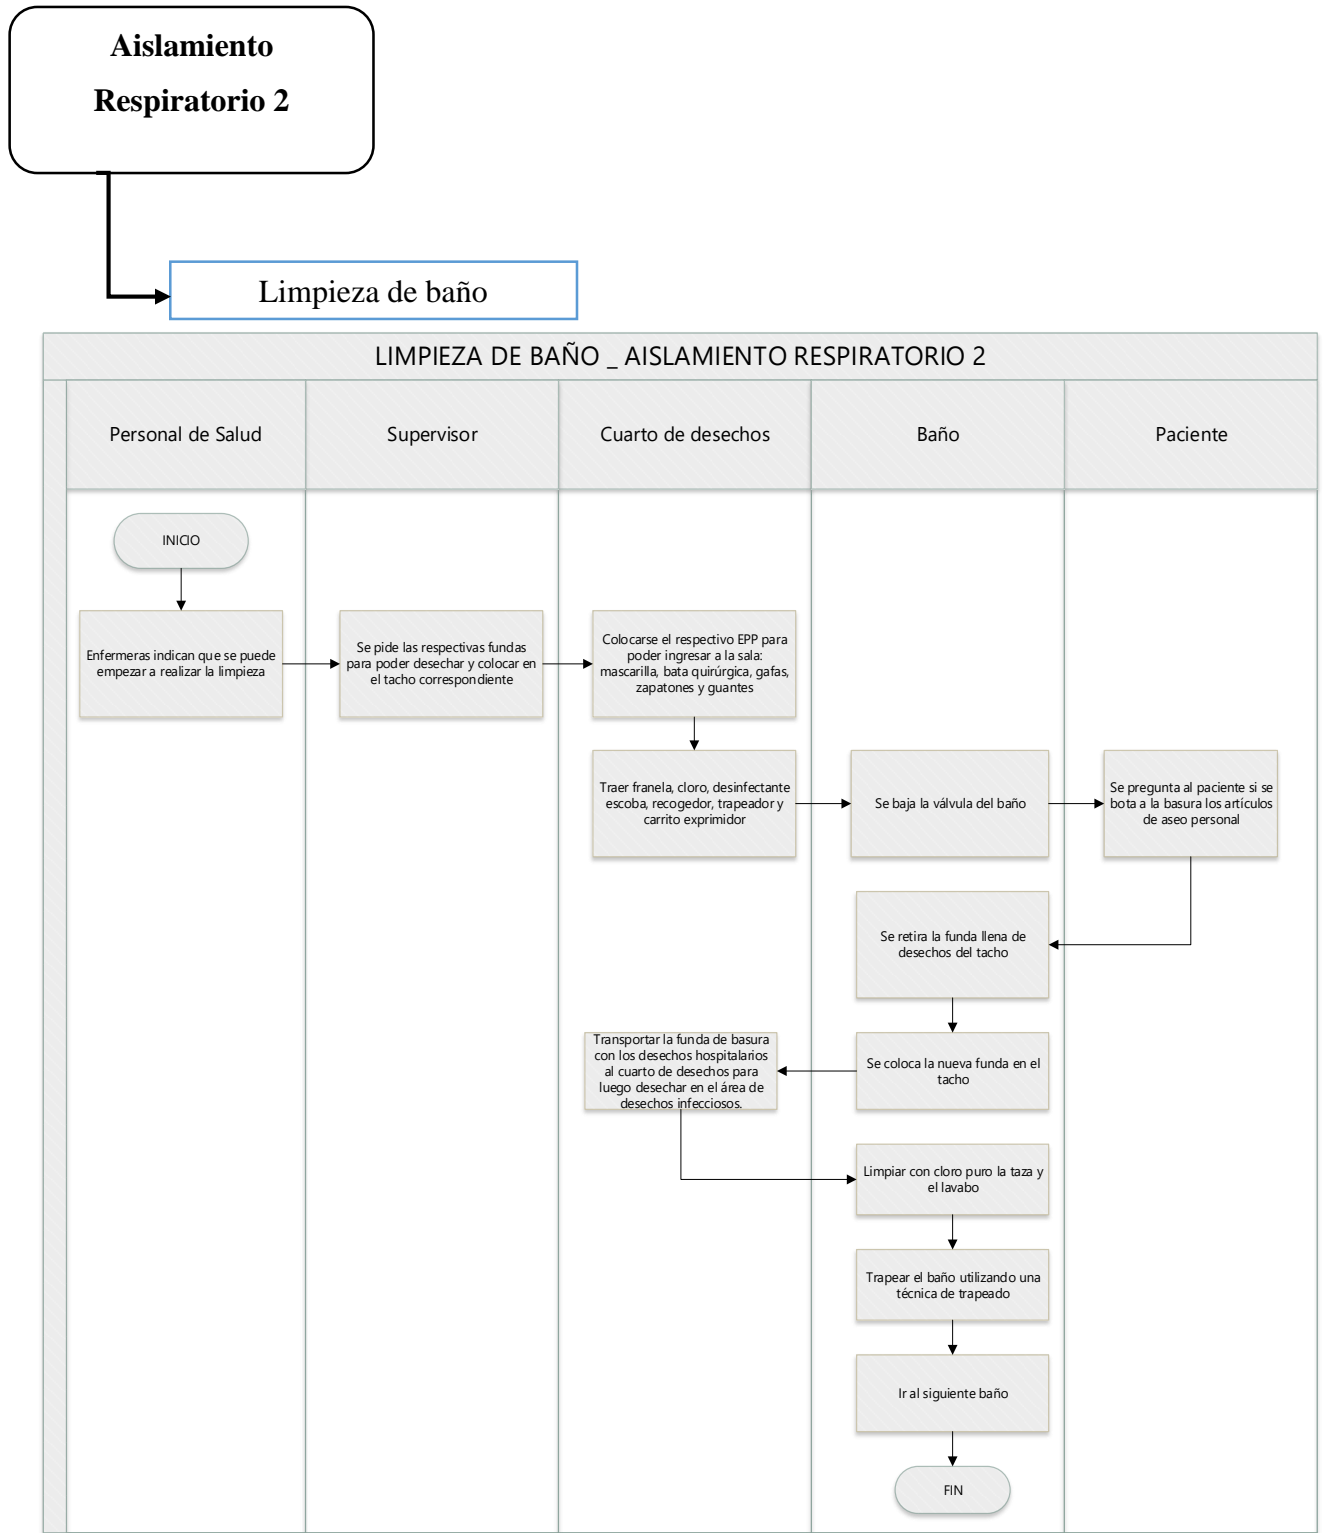 Aislamiento
Respiratorio 2
Limpieza de baño
LIMPIEZA DE BAÑO _ AISLAMIENTO RESPIRATORIO 2
Personal de Salud
Supervisor
Cuarto de desechos
Baño
Paciente
INICIO
Enfermeras indican que se puede
empezar a realizar la limpieza
Se pide las respectivas fundas
para poder desechar y colocar en
el tacho correspondiente
Colocarse el respectivo EPP para
poder ingresar a la sala:
mascarilla, bata quirúrgica, gafas,
zapatones y guantes
Traer franela, cloro, desinfectante
escoba, recogedor, trapeador y
carrito exprimidor
Se baja la válvula del baño
Se pregunta al paciente si se
bota a la basura los artículos
de aseo personal
Se retira la funda llena de
desechos del tacho
Se coloca la nueva funda en el
tacho
Transportar la funda de basura
con los desechos hospitalarios
al cuarto de desechos para
luego desechar en el área de
desechos infecciosos.
Limpiar con cloro puro la taza y
el lavabo
Trapear el baño utilizando una
técnica de trapeado
Ir al siguiente baño
FIN